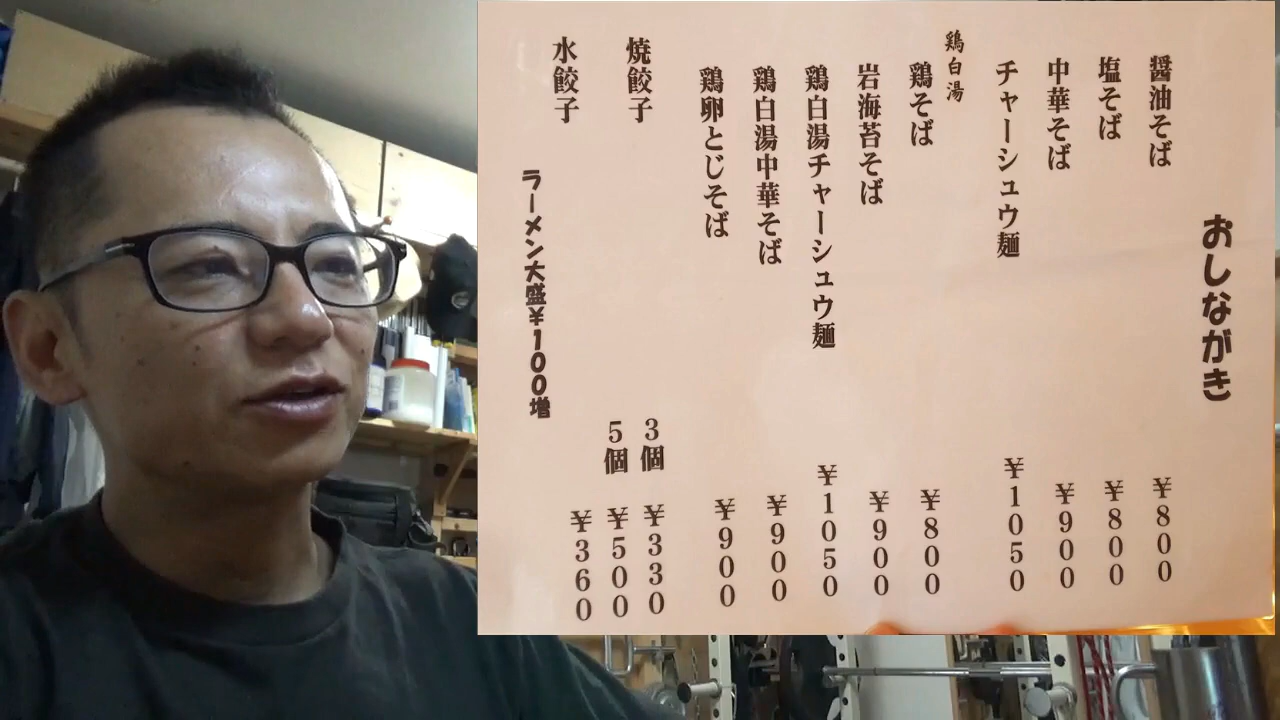 おしながき
醤油そば ¥800
塩そば ¥800
中華そば ¥900
チャーシュウ麺 ¥1050
鶏白湯
鶏そば ¥800
岩海苔そば ¥900
鶏白湯チャーシュウ麺 ¥1050
鶏白湯中華そば ¥900
鶏卵とじそば ¥900
焼餃子 3個 ¥330
5個 ¥500
水餃子 ¥360
ラーメン大盛¥100増